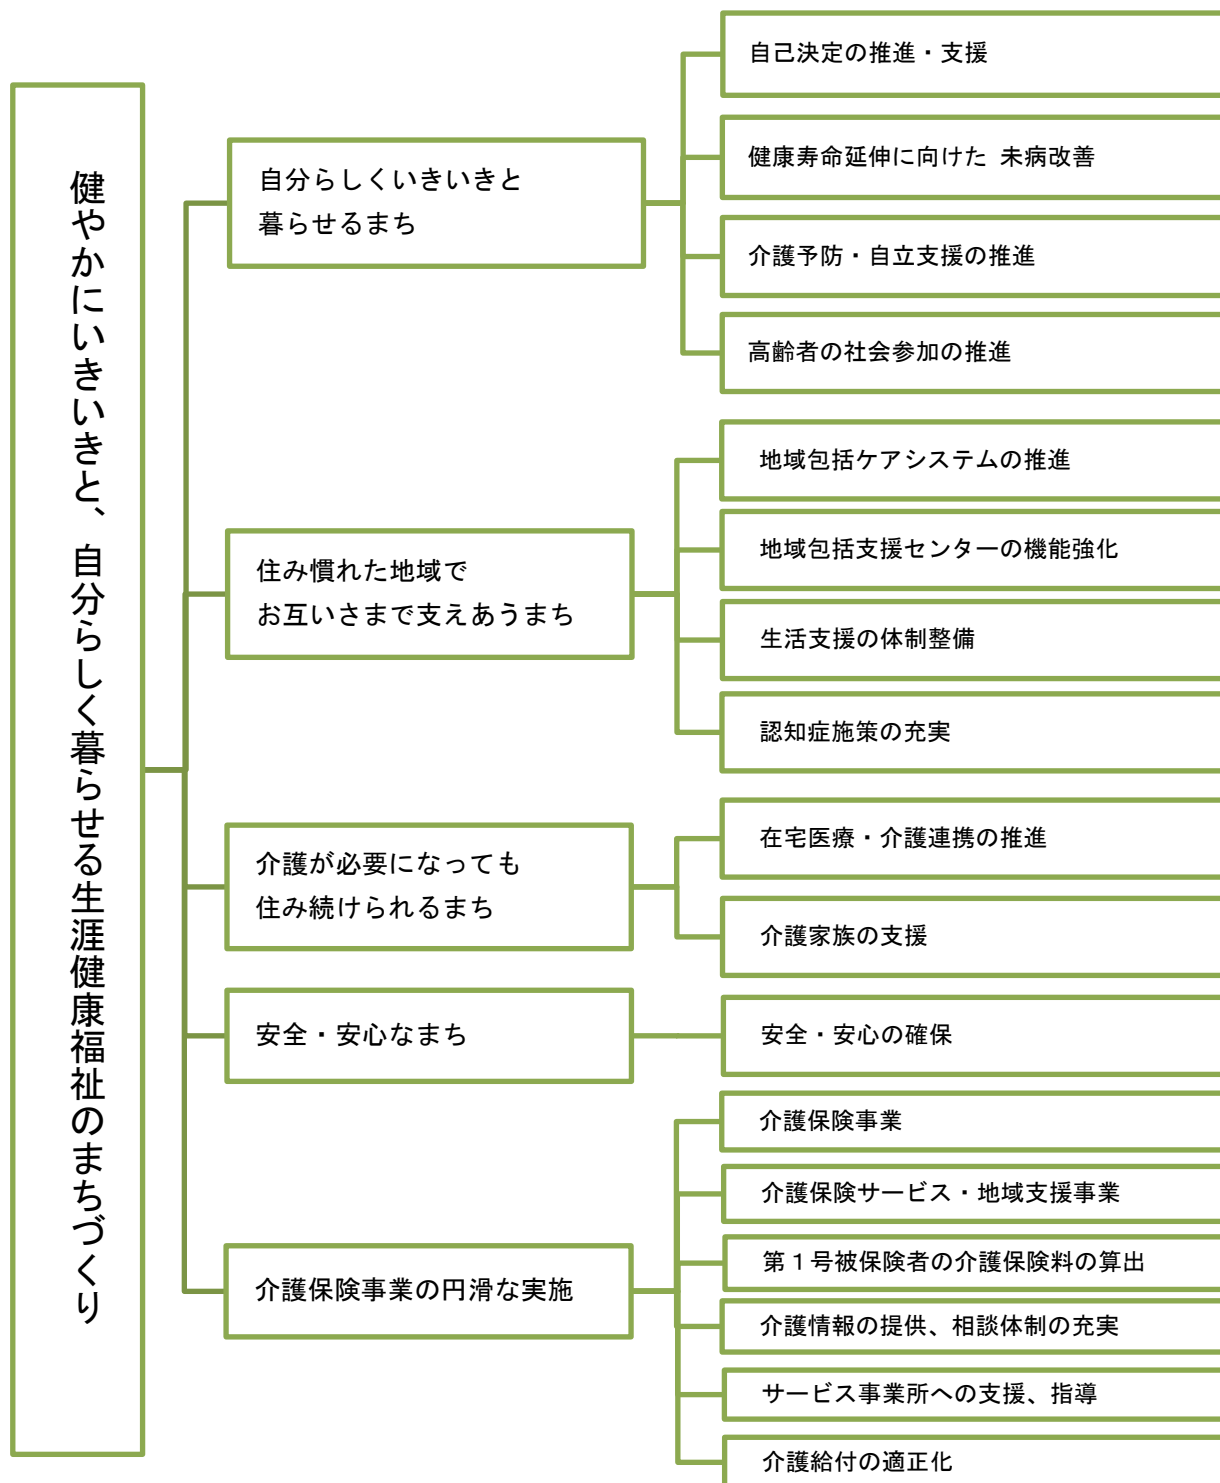 健やかにいきいきと、自分らしく暮らせる生涯健康福祉のまちづくり
自分らしくいきいきと
暮らせるまち
自己決定の推進・支援
健康寿命延伸に向けた 未病改善
介護予防・自立支援の推進
高齢者の社会参加の推進
住み慣れた地域で
お互いさまで支えあうまち
地域包括ケアシステムの推進
地域包括支援センターの機能強化
生活支援の体制整備
認知症施策の充実
介護が必要になっても
住み続けられるまち
在宅医療・介護連携の推進
介護家族の支援
安全・安心なまち
安全・安心の確保
介護保険事業の円滑な実施
介護保険事業
介護保険サービス・地域支援事業
第１号被保険者の介護保険料の算出
介護情報の提供、相談体制の充実
サービス事業所への支援、指導
介護給付の適正化